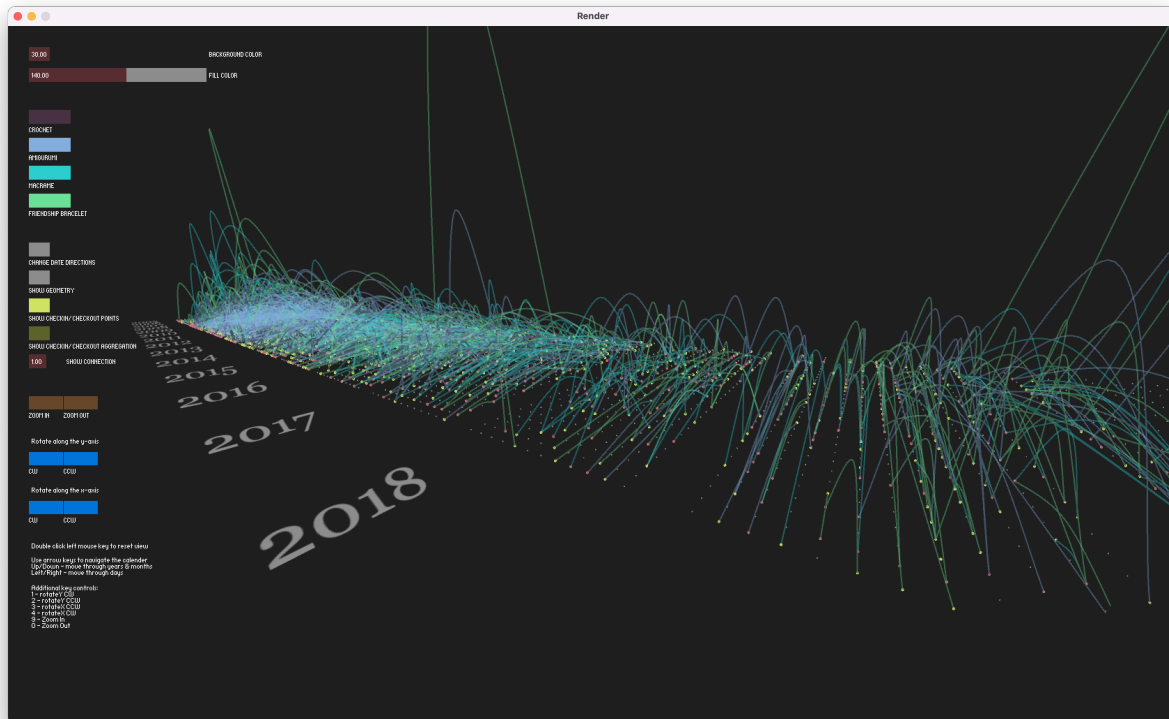 Render
30.00 BACKGROUND COLOR
140.00 FILL COLOR
CROCHET
AMIGURUMI
MACRAME
FRIENDSHIP BRACELET
CHANGE DATE DIRECTIONS
SHOW GEOMETRY
SHOW CHECKIN/CHECKOUT POINTS
SHOW CHECKIN/CHECKOUT AGGREGATION
1.00 SHOW CONNECTION
2011
2012
2013
2014
2015
2016
2017
2018
ZOOM IN ZOOM OUT
Rotate along the y-axis
CW CCW
Rotate along the x-axis
CW CCW
Double click left mouse key to reset view
Use arrow keys to navigate the calender
Up/Down - move through years & months
Left/Right - move through days
Additional key controls:
1 - rotateY CW
2 - rotateY CCW
3 - rotateX CCW
4 - rotateX CW
9 - Zoom In
0 - Zoom Out